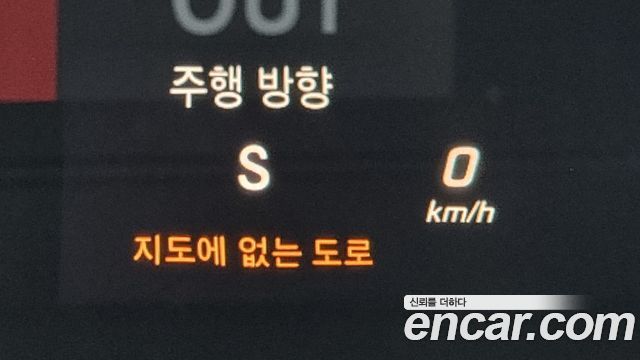 주행 방향
S
0
km/h
지도에 없는 도로
신뢰를 더하다
encar.com